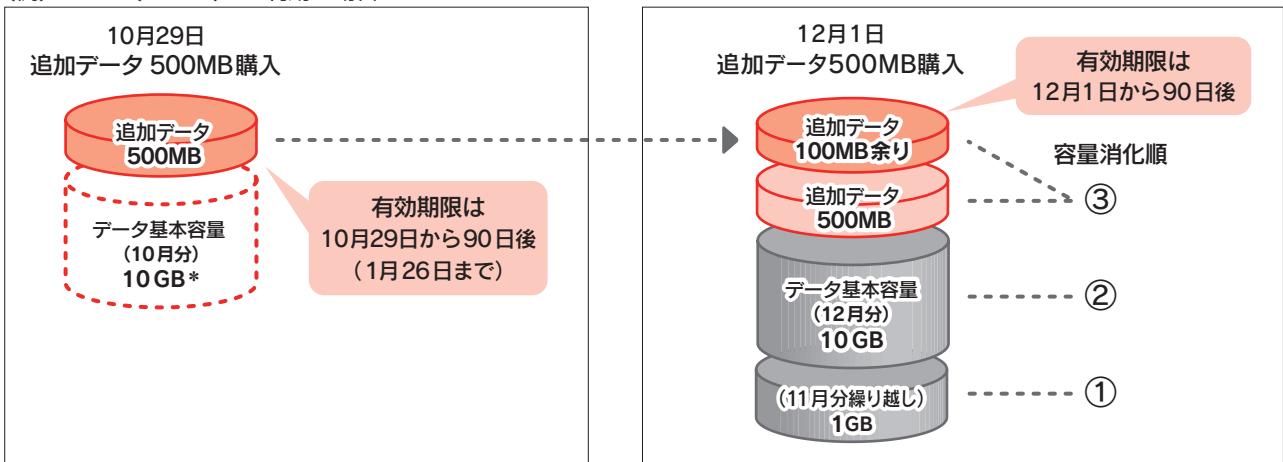 10月29日
追加データ 500MB購入
追加データ
500MB
データ基本容量
(10月分)
10GB*
有効期限は
10月29日から90日後
(1月26日まで)
12月1日
追加データ500MB購入
有効期限は
12月1日から90日後
追加データ
100MB余り
容量消化順
追加データ
500MB
③
データ基本容量
(12月分)
10GB
②
(11月分繰り越し)
1GB
①